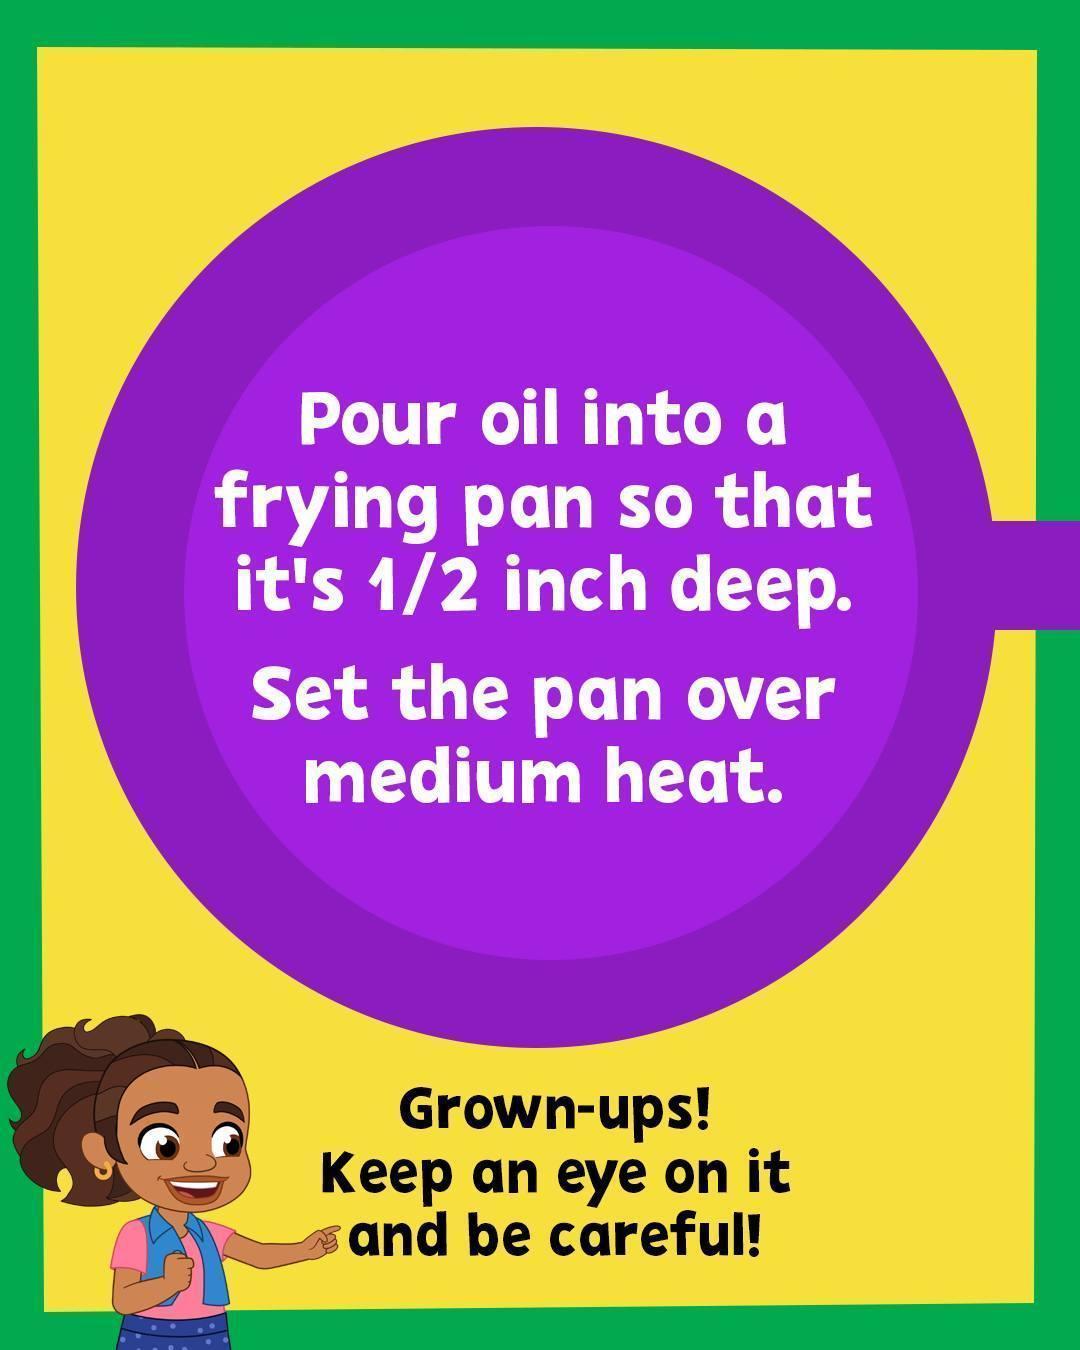 Pour oil into a
frying pan so that
it's 1/2 inch deep.
Set the pan over
medium heat.
Grown-ups!
Keep an eye on it
and be careful!